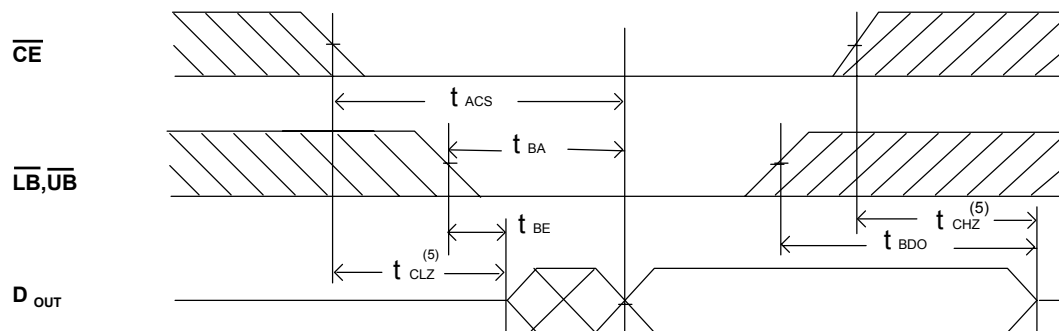 CE
t ACS
LB,UB
t BA
t BE
t CLZ (5)
t CHZ (5)
t BDO
D OUT